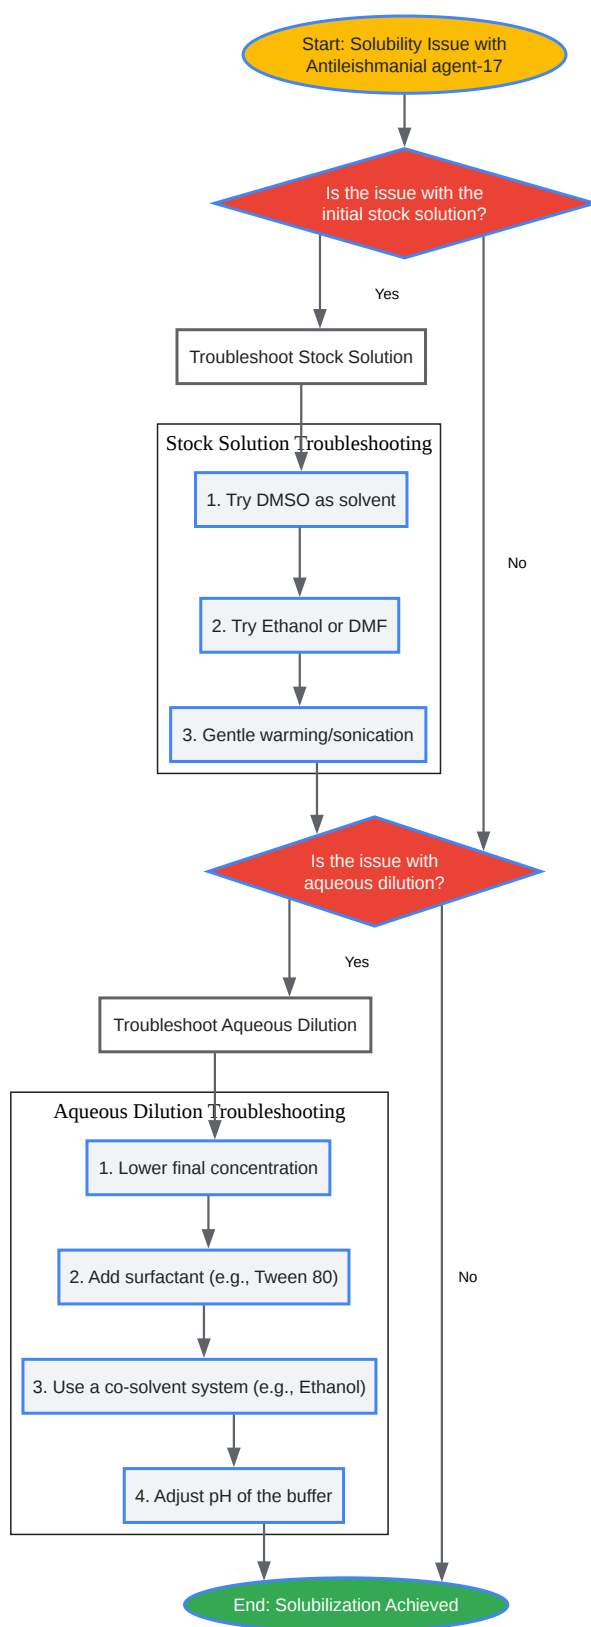 Start: Solubility Issue with
Antileishmanial agent-17
Is the issue with the
initial stock solution?
Yes
Troubleshoot Stock Solution
Stock Solution Troubleshooting
1. Try DMSO as solvent
No
2. Try Ethanol or DMF
3. Gentle warming/sonication
Is the issue with
aqueous dilution?
Yes
Troubleshoot Aqueous Dilution
Aqueous Dilution Troubleshooting
1. Lower final concentration
2. Add surfactant (e.g., Tween 80)
No
3. Use a co-solvent system (e.g., Ethanol)
4. Adjust pH of the buffer
End: Solubilization Achieved